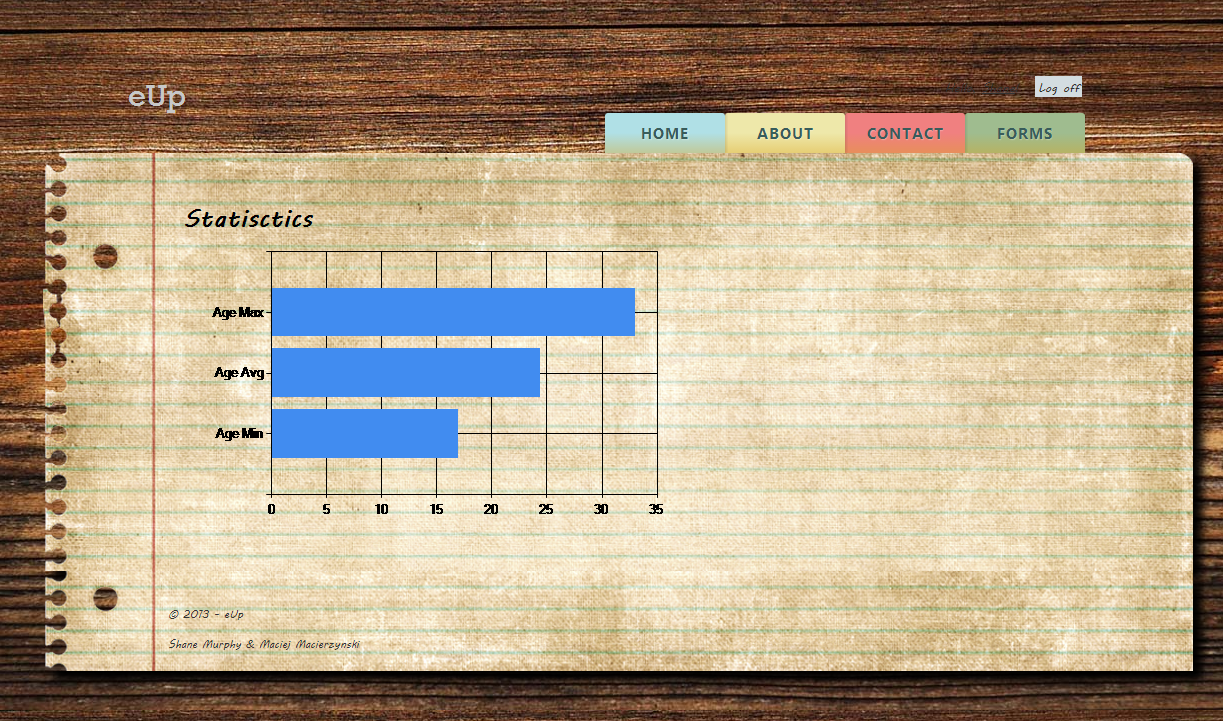 eUp
Log off
HOME ABOUT CONTACT FORMS
Statisctics
Age Max
Age Avg
Age Min
0 5 10 15 20 25 30 35
© 2013 - eUp
Shane Murphy & Maciej Macierzynski